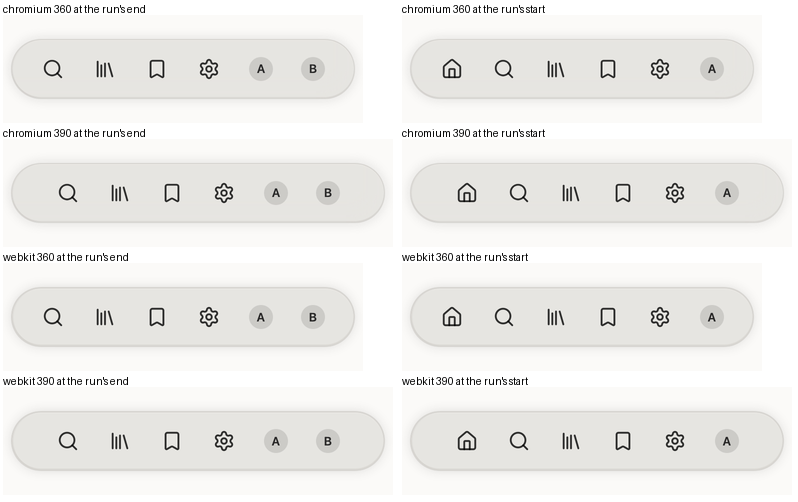 chromium 360 at the run's end
chromium 360 at the run's start
A B
A
chromium 390 at the run's end
chromium 390 at the run's start
A B
A
webkit 360 at the run's end
webkit 360 at the run's start
A B
A
webkit 390 at the run's end
webkit 390 at the run's start
A B
A